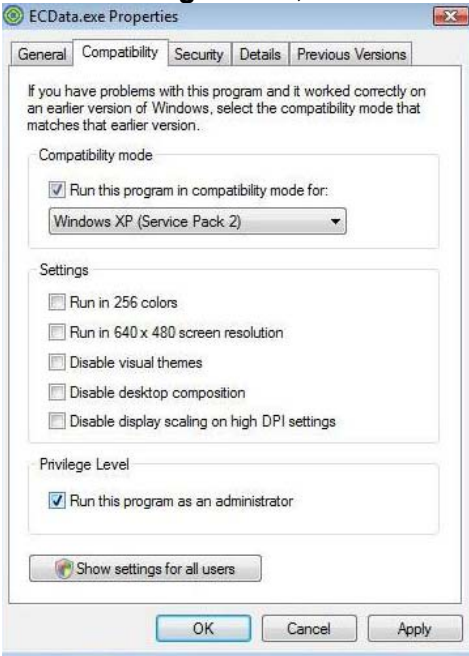 ECData.exe Properties
General Compatibility Security Details Previous Versions
If you have problems with this program and it worked correctly on
an earlier version of Windows, select the compatibility mode that
matches that earlier version.
Compatibility mode
Run this program in compatibility mode for:
Windows XP (Service Pack 2)
Settings
Run in 256 colors
Run in 640 x 480 screen resolution
Disable visual themes
Disable desktop composition
Disable display scaling on high DPI settings
Privilege Level
Run this program as an administrator
Show settings for all users
OK Cancel Apply